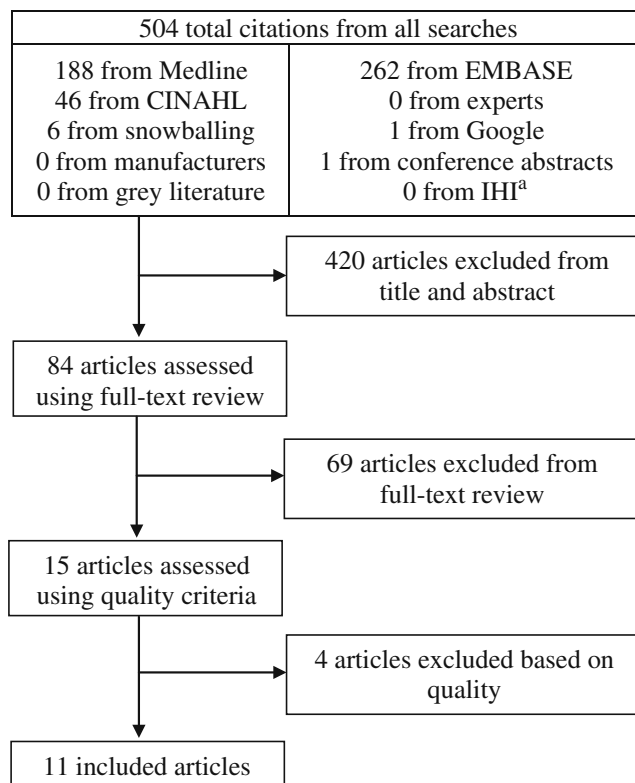 504 total citations from all searches
188 from Medline
46 from CINAHL
6 from snowballing
0 from manufacturers
0 from grey literature
262 from EMBASE
0 from experts
1 from Google
1 from conference abstracts
0 from IHIᵃ
420 articles excluded from
title and abstract
84 articles assessed
using full-text review
69 articles excluded from
full-text review
15 articles assessed
using quality criteria
4 articles excluded based on
quality
11 included articles